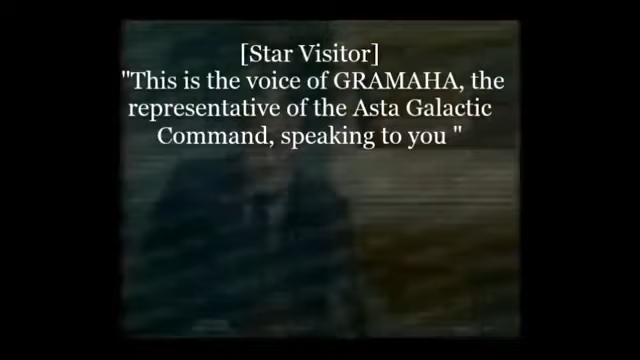 [Star Visitor]
"This is the voice of GRAMAHA, the
representative of the Asta Galactic
Command, speaking to you "